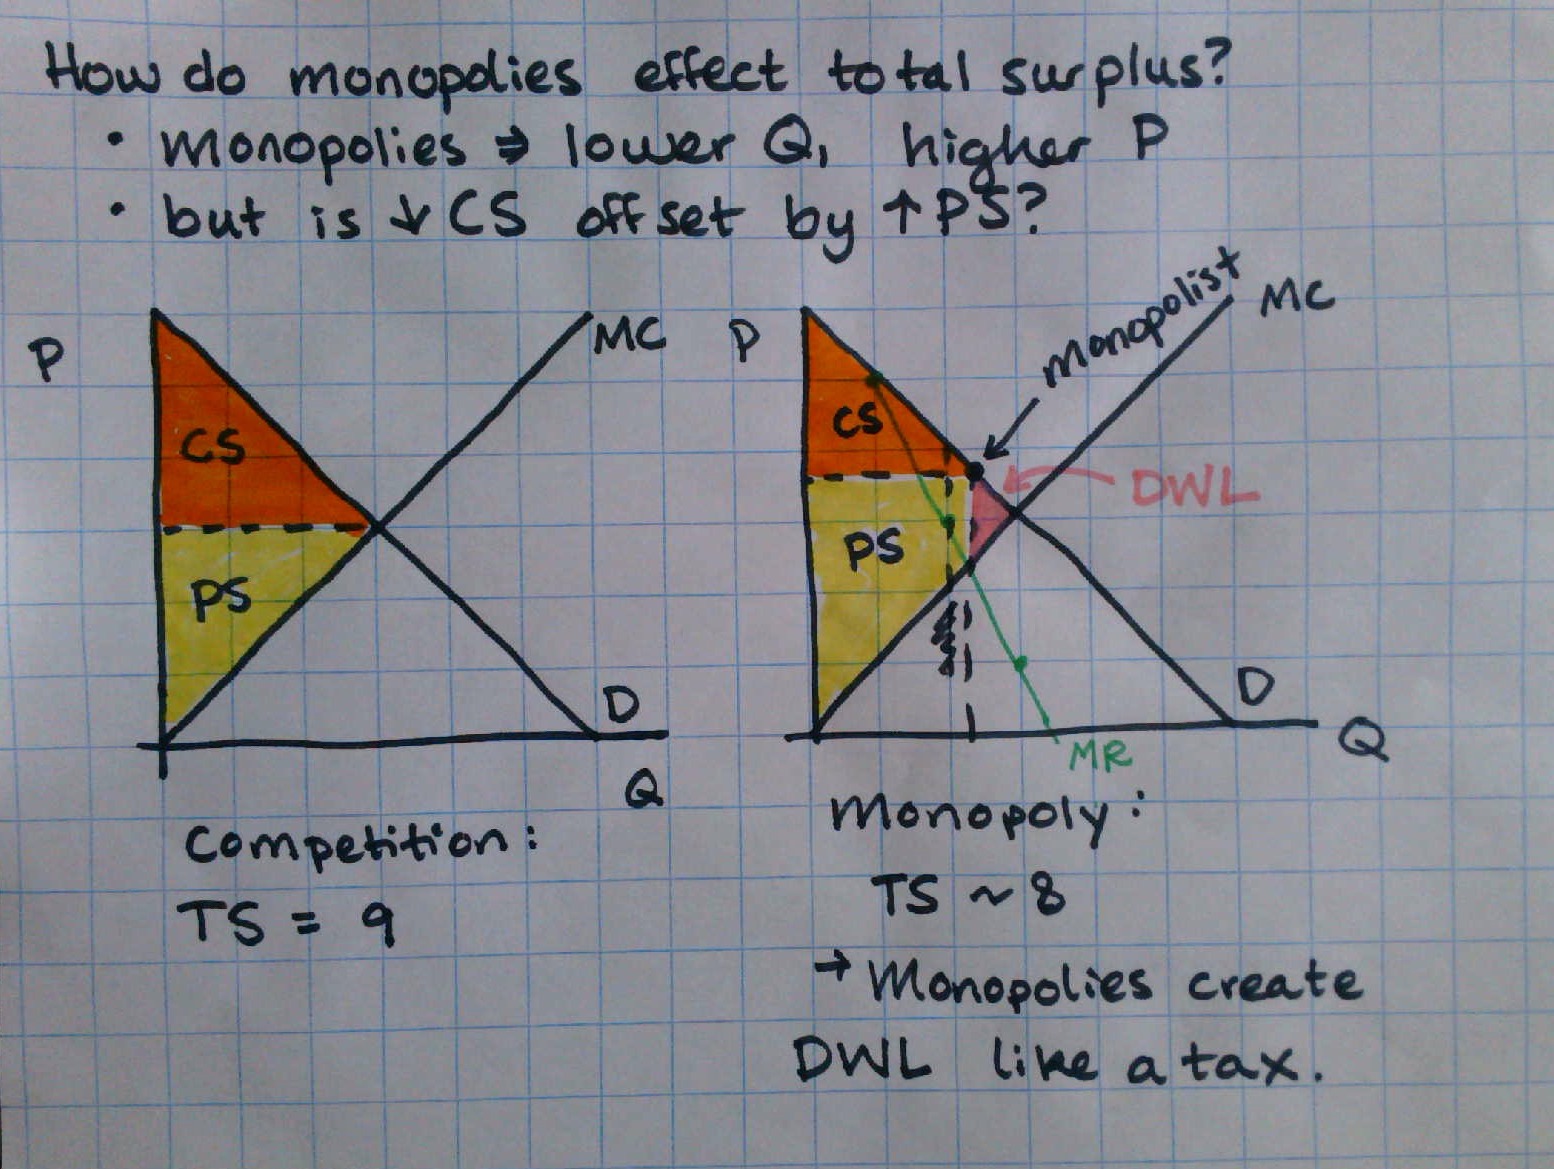 How do monopolies effect total surplus?
• monopolies ⇒ lower Q, higher P
• but is ↓ CS offset by ↑ PS?
monopolist
P
MC
P
MC
CS
CS
DWL
PS
PS
D
D
Q
Q
MR
Competition:
Monopoly:
TS = 9
TS ~ 8
→ Monopolies create
DWL like a tax.